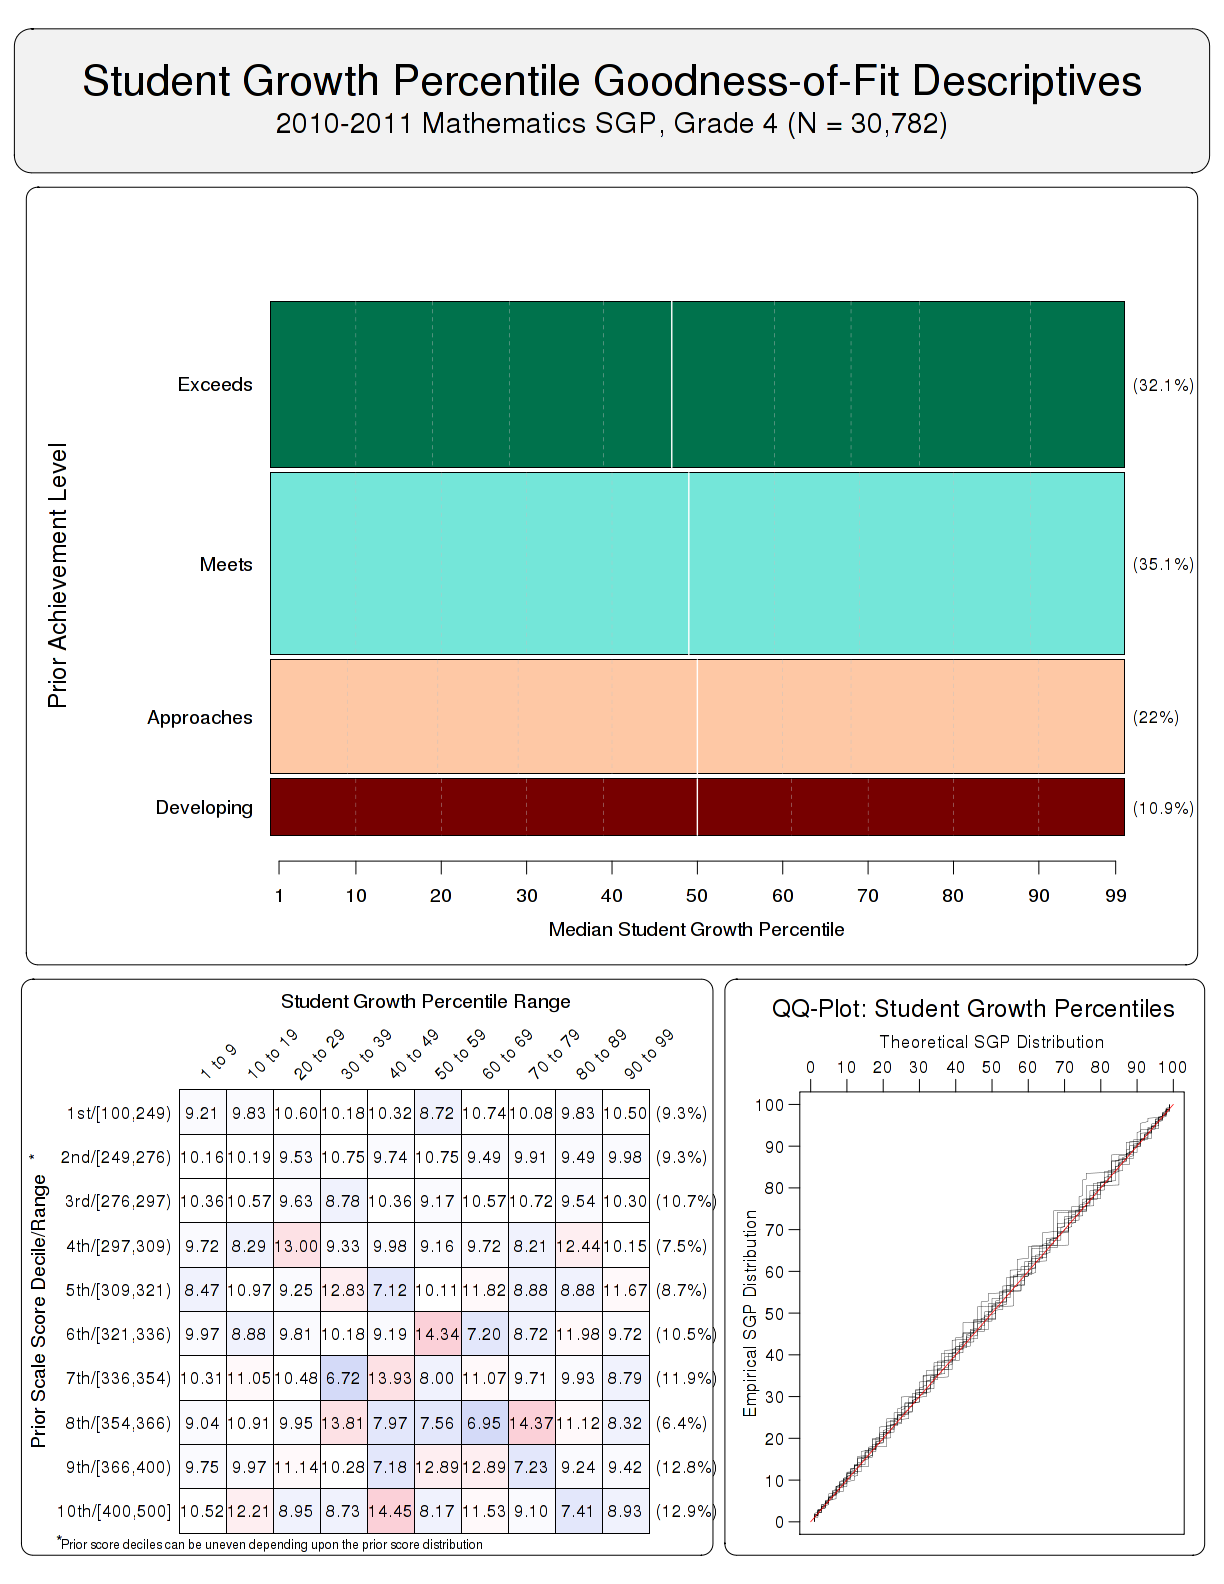 Student Growth Percentile Goodness-of-Fit Descriptives
2010-2011 Mathematics SGP, Grade 4 (N = 30,782)
Prior Achievement Level
Exceeds (32.1%)
Meets (35.1%)
Approaches (22%)
Developing (10.9%)
1 10 20 30 40 50 60 70 80 90 99
Median Student Growth Percentile
Student Growth Percentile Range
1 to 9 10 to 19 20 to 29 30 to 39 40 to 49 50 to 59 60 to 69 70 to 79 80 to 89 90 to 99
Prior Scale Score Decile/Range *
1st/[100,249) 9.21 9.83 10.60 10.18 10.32 8.72 10.74 10.08 9.83 10.50 (9.3%)
2nd/[249,276) 10.16 10.19 9.53 10.75 9.74 10.75 9.49 9.91 9.49 9.98 (9.3%)
3rd/[276,297) 10.36 10.57 9.63 8.78 10.36 9.17 10.57 10.72 9.54 10.30 (10.7%)
4th/[297,309) 9.72 8.29 13.00 9.33 9.98 9.16 9.72 8.21 12.44 10.15 (7.5%)
5th/[309,321) 8.47 10.97 9.25 12.83 7.12 10.11 11.82 8.88 8.88 11.67 (8.7%)
6th/[321,336) 9.97 8.88 9.81 10.18 9.19 14.34 7.20 8.72 11.98 9.72 (10.5%)
7th/[336,354) 10.31 11.05 10.48 6.72 13.93 8.00 11.07 9.71 9.93 8.79 (11.9%)
8th/[354,366) 9.04 10.91 9.95 13.81 7.97 7.56 6.95 14.37 11.12 8.32 (6.4%)
9th/[366,400) 9.75 9.97 11.14 10.28 7.18 12.89 12.89 7.23 9.24 9.42 (12.8%)
10th/[400,500] 10.52 12.21 8.95 8.73 14.45 8.17 11.53 9.10 7.41 8.93 (12.9%)
*Prior score deciles can be uneven depending upon the prior score distribution
QQ-Plot: Student Growth Percentiles
Theoretical SGP Distribution
0 10 20 30 40 50 60 70 80 90 100
Empirical SGP Distribution
100
90
80
70
60
50
40
30
20
10
0